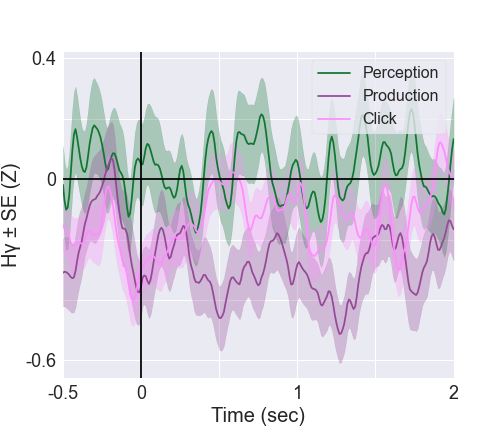 0.4
Perception
Production
Click
0
-0.6
Hγ ± SE (Z)
-0.5 0 1 2
Time (sec)